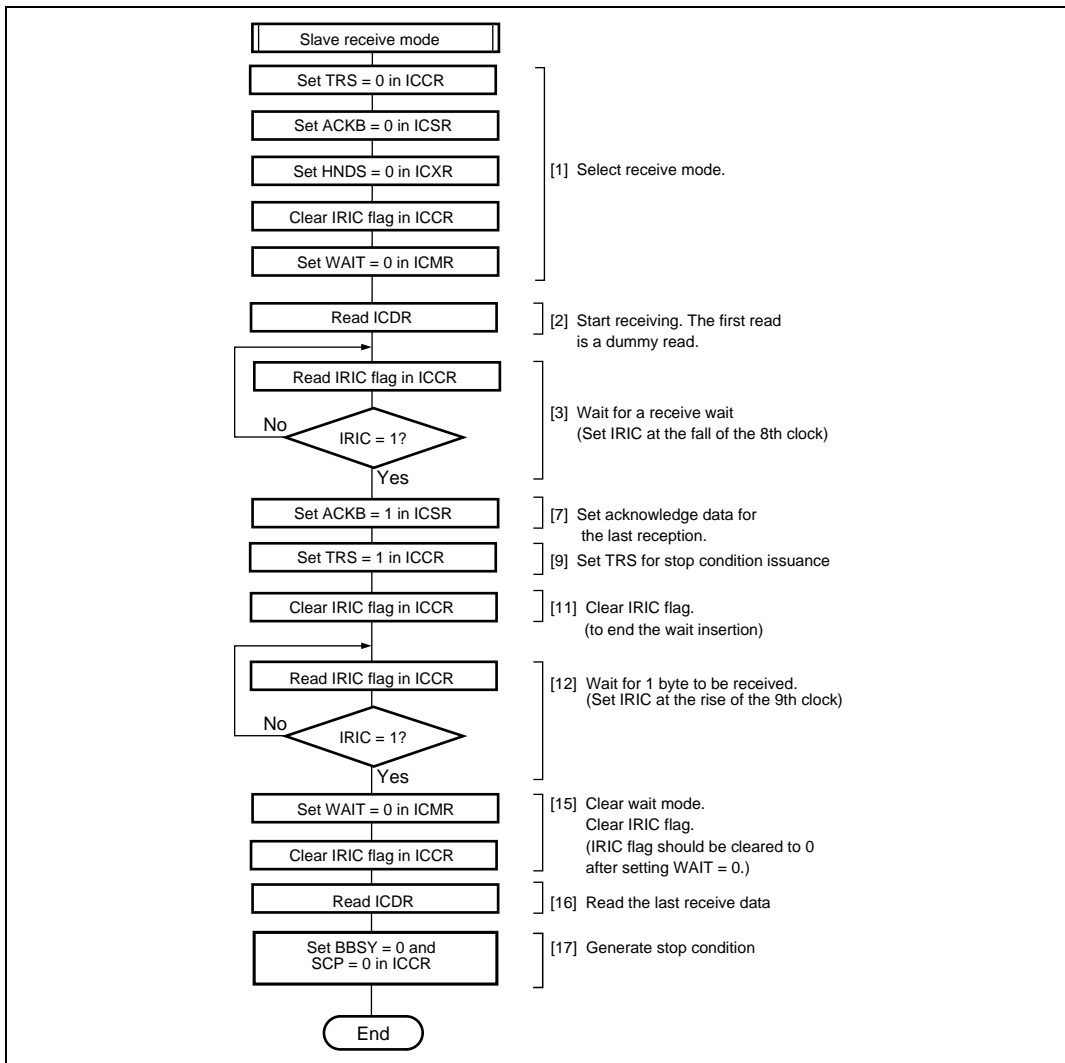 Slave receive mode
Set TRS = 0 in ICCR
Set ACKB = 0 in ICSR
Set HNDS = 0 in ICXR
[1] Select receive mode.
Clear IRIC flag in ICCR
Set WAIT = 0 in ICMR
Read ICDR
[2] Start receiving. The first read
is a dummy read.
Read IRIC flag in ICCR
[3] Wait for a receive wait
(Set IRIC at the fall of the 8th clock)
No
IRIC = 1?
Yes
Set ACKB = 1 in ICSR
[7] Set acknowledge data for
the last reception.
Set TRS = 1 in ICCR
[9] Set TRS for stop condition issuance
Clear IRIC flag in ICCR
[11] Clear IRIC flag.
(to end the wait insertion)
Read IRIC flag in ICCR
[12] Wait for 1 byte to be received.
(Set IRIC at the rise of the 9th clock)
No
IRIC = 1?
Yes
Set WAIT = 0 in ICMR
[15] Clear wait mode.
Clear IRIC flag.
(IRIC flag should be cleared to 0
after setting WAIT = 0.)
Clear IRIC flag in ICCR
Read ICDR
[16] Read the last receive data
Set BBSY = 0 and
SCP = 0 in ICCR
[17] Generate stop condition
End